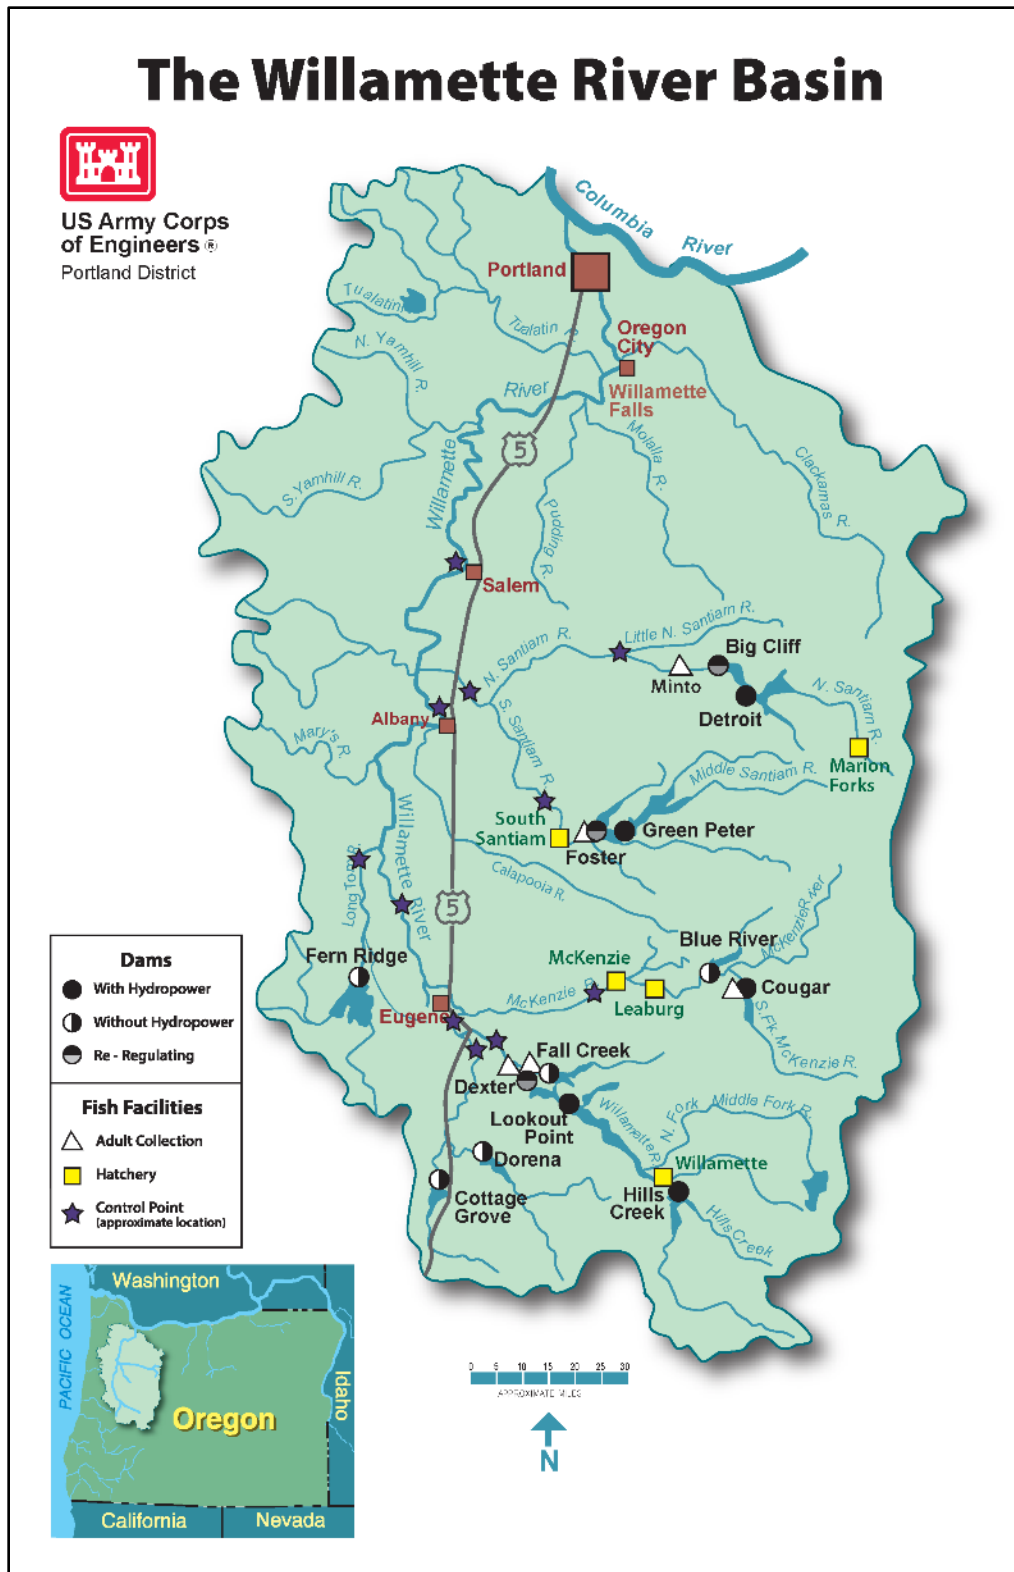 The Willamette River Basin
US Army Corps
of Engineers ®
Portland District
Columbia
River
Portland
Tualatin
Tualatin R.
Oregon
City
N. Yamhill R.
River
Willamette
Falls
Molalla R.
Clackamas R.
5
Willamette
S. Yamhill R.
Pudding R.
Salem
Little N. Santiam R.
N. Santiam R.
Big Cliff
Minto
Detroit
N. Santiam R.
S. Santiam R.
Albany
Mary's R.
Marion
Forks
Middle Santiam R.
Willamette River
South
Santiam
Green Peter
Foster
Long Tom R.
Calapooia R.
5
McKenzie River
Blue River
Fern Ridge
McKenzie
Cougar
McKenzie R.
Leaburg
Eugene
S. Fk. McKenzie R.
Fall Creek
Dexter
Lookout
Point
Willamette R.
N. Fork Middle Fork R.
Dorena
Willamette
Cottage
Grove
Hills
Creek
Hills Creek
Dams
With Hydropower
Without Hydropower
Re - Regulating
Fish Facilities
Adult Collection
Hatchery
Control Point
(approximate location)
Washington
PACIFIC OCEAN
Idaho
Oregon
California
Nevada
0 5 10 15 20 25 30
APPROXIMATE MILES
N